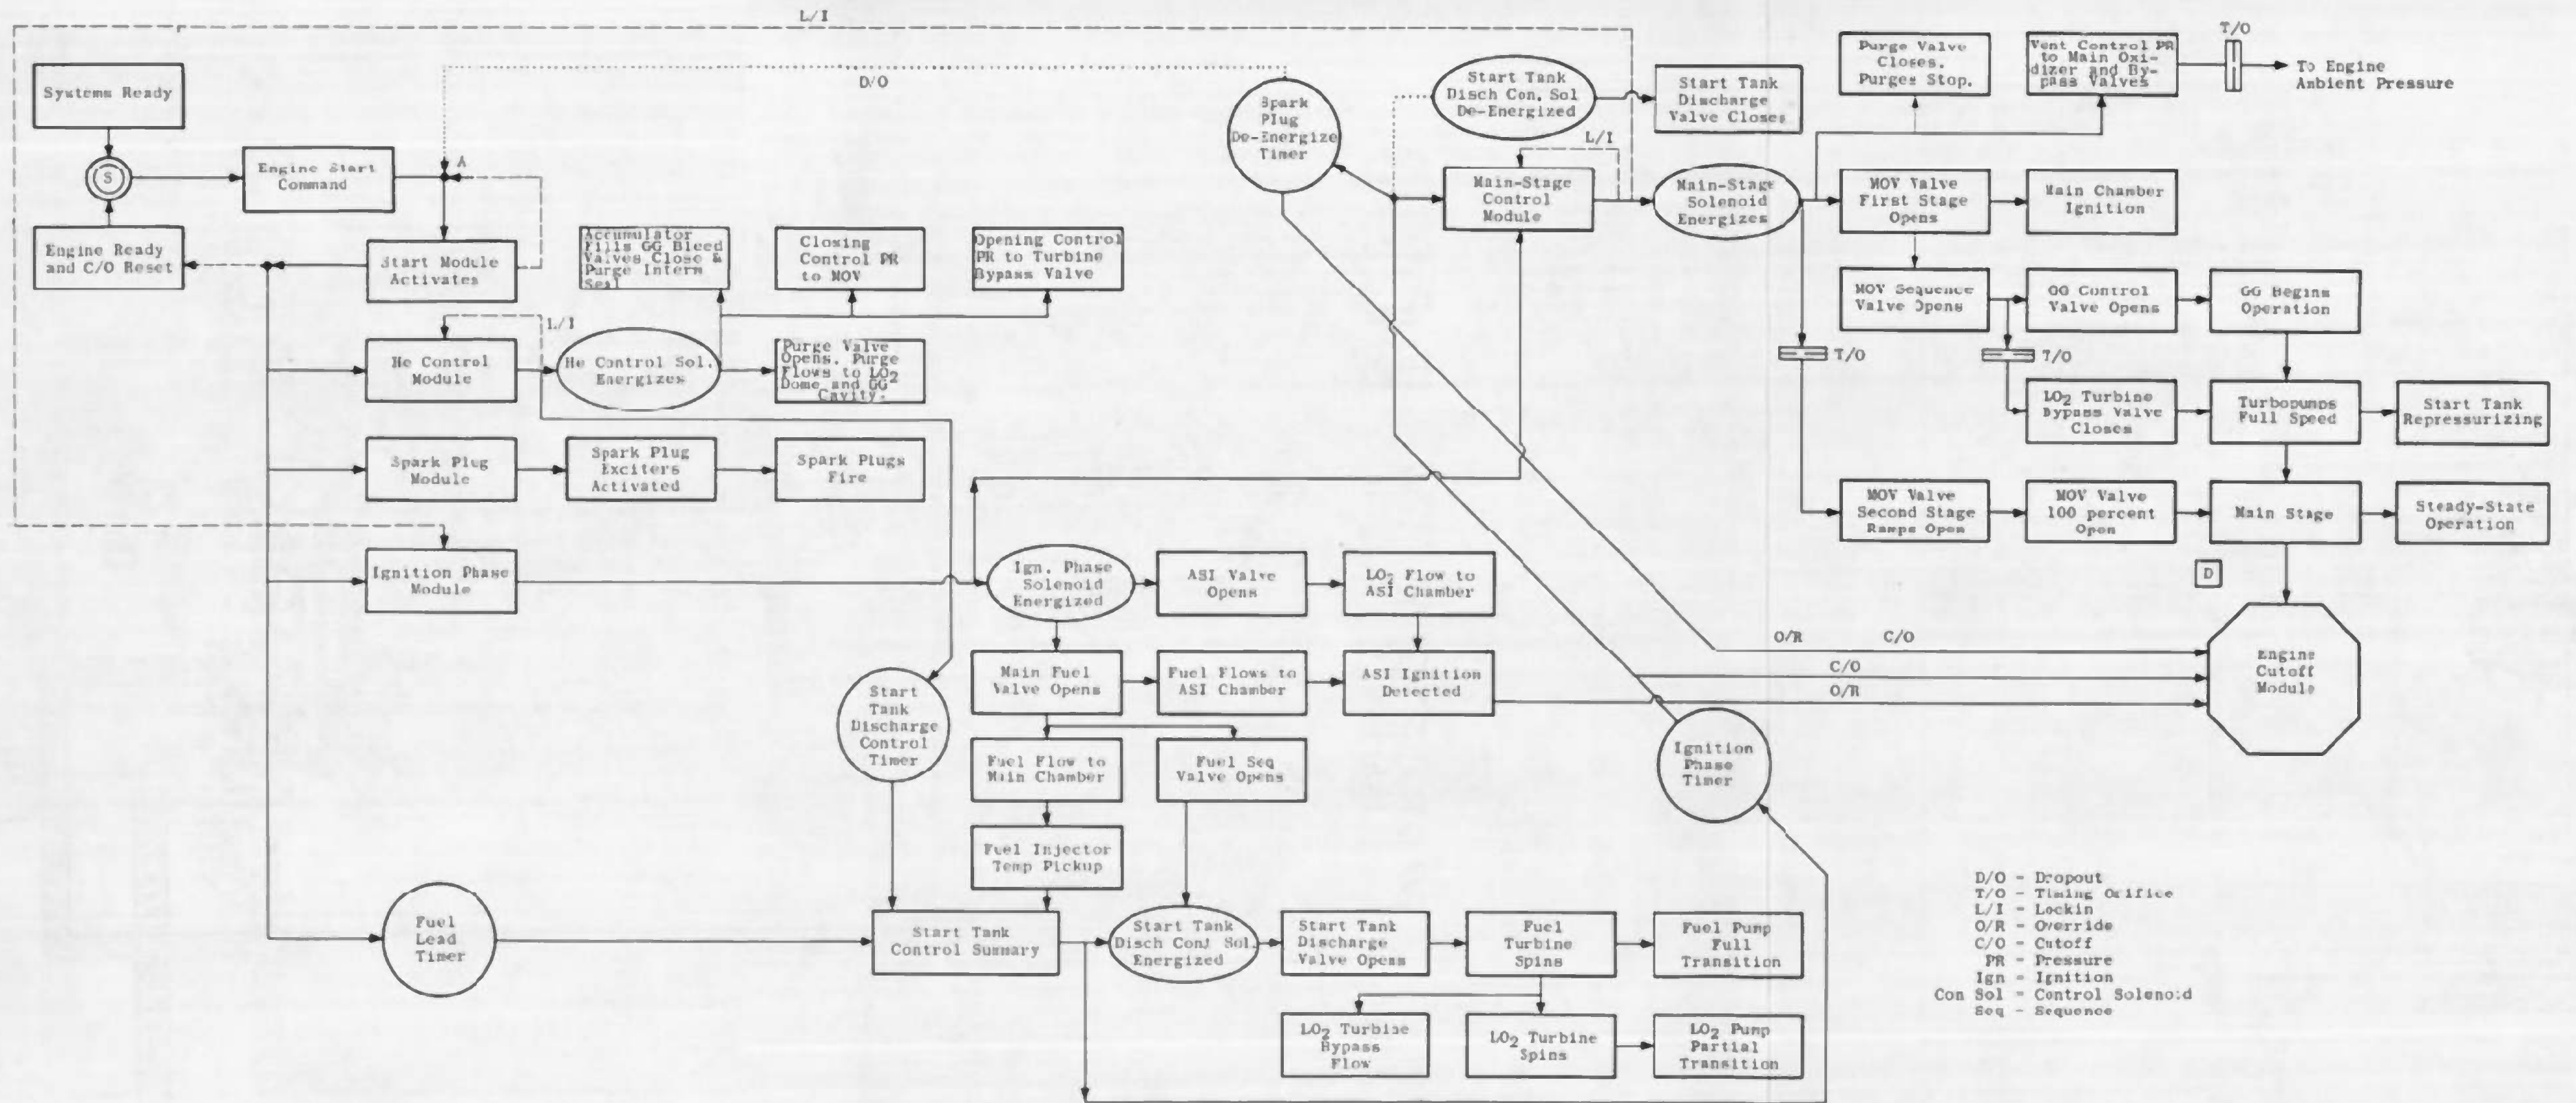 L/I
D/O
Systems Ready
S
Engine Start
Command
A
Engine Ready
and C/O Reset
Start Module
Activates
Accumulator
Fills GG Bleed
Valves Close &
Purge Interm
Seal
Closing
Control PR
to MOV
Opening Control
PR to Turbine
Bypass Valve
L/I
He Control
Module
He Control Sol.
Energizes
Purge Valve
Opens. Purge
Flows to LO2
Dome and GG
Cavity.
Spark Plug
Module
Spark Plug
Exciters
Activated
Spark Plugs
Fire
Ignition Phase
Module
Spark
Plug
De-Energize
Timer
Start Tank
Disch Con. Sol
De-Energized
Start Tank
Discharge
Valve Closes
L/I
Main-Stage
Control
Module
Main-Stage
Solenoid
Energizes
Purge Valve
Closes.
Purges Stop.
Vent Control PR
to Main Oxi-
dizer and By-
pass Valves
T/O
To Engine
Ambient Pressure
MOV Valve
First Stage
Opens
Main Chamber
Ignition
MOV Sequence
Valve Opens
GG Control
Valve Opens
GG Begins
Operation
T/O
T/O
LO2 Turbine
Bypass Valve
Closes
Turbopumps
Full Speed
Start Tank
Repressurizing
MOV Valve
Second Stage
Ramps Open
MOV Valve
100 percent
Open
Main Stage
Steady-State
Operation
D
Ign. Phase
Solenoid
Energized
ASI Valve
Opens
LO2 Flow to
ASI Chamber
Main Fuel
Valve Opens
Fuel Flows to
ASI Chamber
ASI Ignition
Detected
O/R C/O
C/O
O/R
Engine
Cutoff
Module
Start
Tank
Discharge
Control
Timer
Fuel Flow to
Main Chamber
Fuel Seq
Valve Opens
Ignition
Phase
Timer
Fuel Injector
Temp Pickup
Fuel
Lead
Timer
Start Tank
Control Summary
Start Tank
Disch Con. Sol.
Energized
Start Tank
Discharge
Valve Opens
Fuel
Turbine
Spins
Fuel Pump
Full
Transition
LO2 Turbine
Bypass
Flow
LO2 Turbine
Spins
LO2 Pump
Partial
Transition
D/O - Dropout
T/O - Timing Orifice
L/I - Lockin
O/R - Override
C/O - Cutoff
PR - Pressure
Ign - Ignition
Con Sol - Control Solenoid
Seq - Sequence